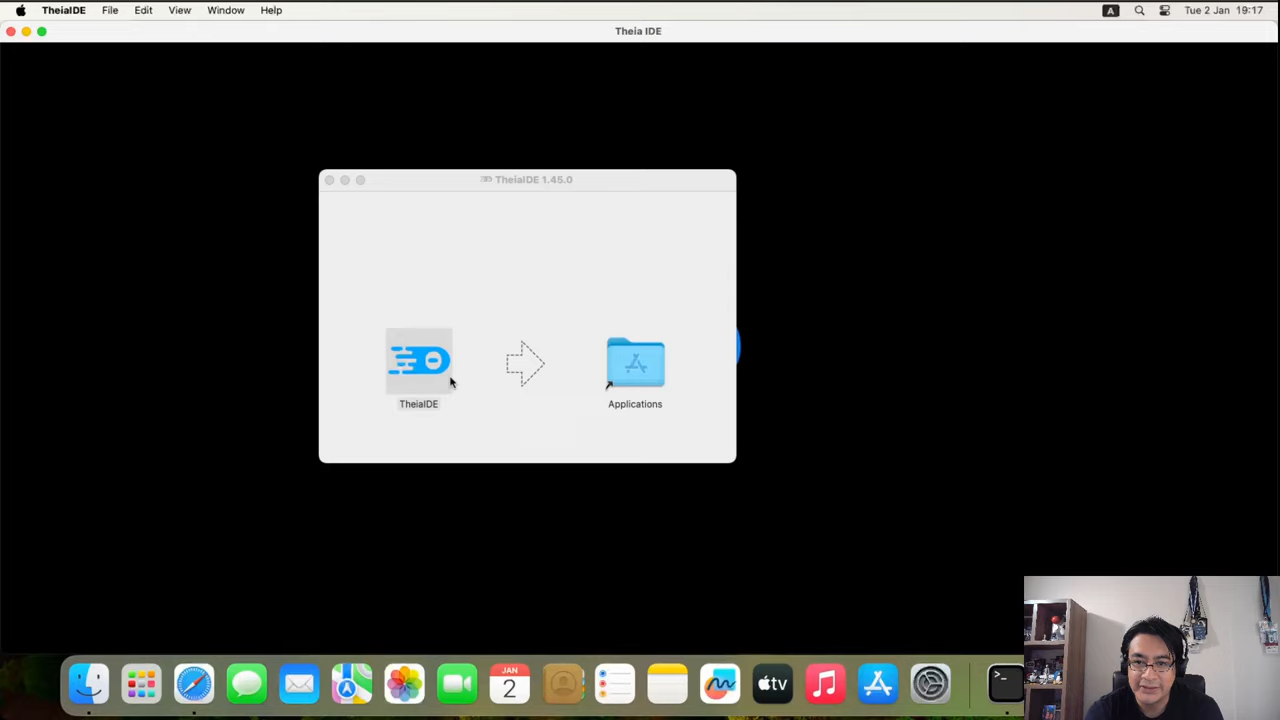 TheiaIDE File Edit View Window Help A Tue 2 Jan 19:17
Theia IDE
TheiaIDE 1.45.0
TheiaIDE
Applications
JAN
2
tv
>_